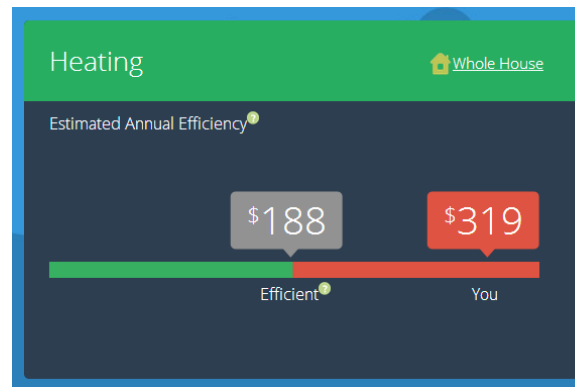 Heating
Whole House
Estimated Annual Efficiency?
$188
$319
Efficient?
You